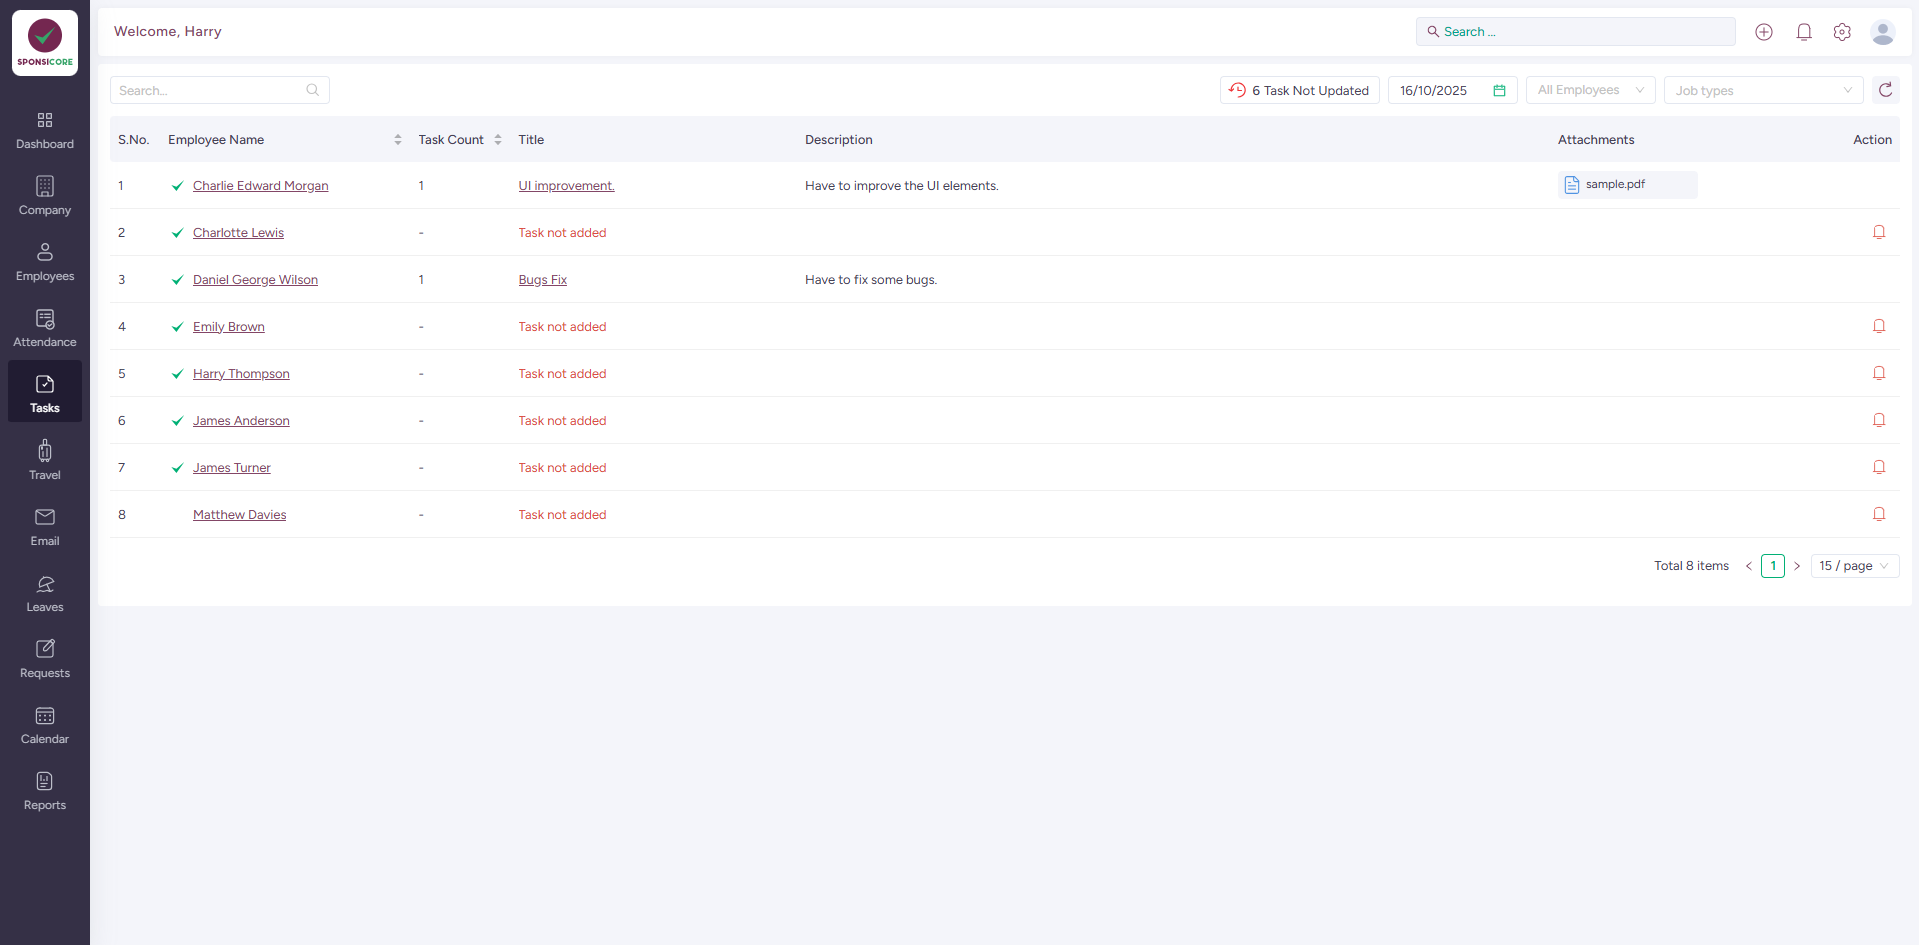 SPONSICORE
Welcome, Harry
Search ...
Dashboard
Company
Employees
Attendance
Tasks
Travel
Email
Leaves
Requests
Calendar
Reports
Search...
6 Task Not Updated
16/10/2025
All Employees
Job types
S.No. Employee Name Task Count Title Description Attachments Action
1 Charlie Edward Morgan 1 UI improvement. Have to improve the UI elements. sample.pdf
2 Charlotte Lewis - Task not added
3 Daniel George Wilson 1 Bugs Fix Have to fix some bugs.
4 Emily Brown - Task not added
5 Harry Thompson - Task not added
6 James Anderson - Task not added
7 James Turner - Task not added
8 Matthew Davies - Task not added
Total 8 items < 1 > 15 / page